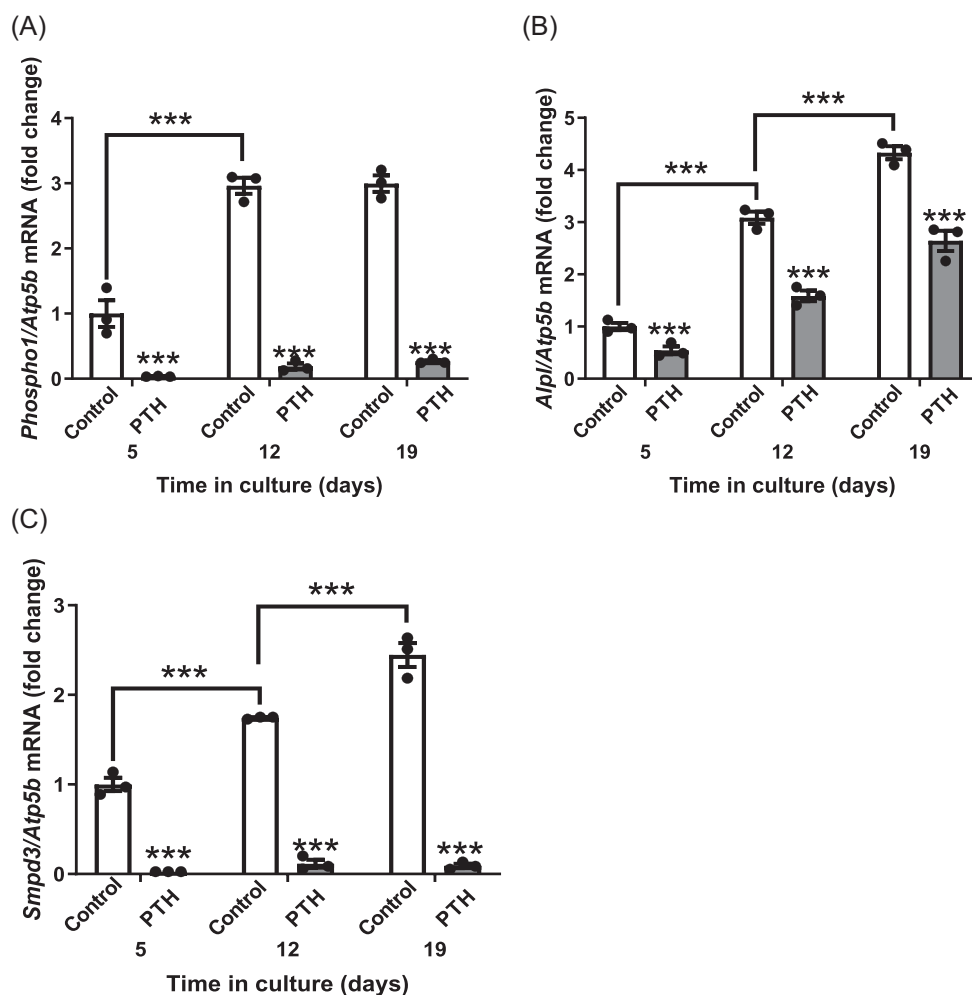 (A)
Phospho1/Atp5b mRNA (fold change)
4
3
2
1
0
***
***
***
***
Control
PTH
Control
PTH
Control
PTH
5
12
19
Time in culture (days)
(B)
Alpl/Atp5b mRNA (fold change)
5
4
3
2
1
0
***
***
***
***
***
Control
PTH
Control
PTH
Control
PTH
5
12
19
Time in culture (days)
(C)
Smpd3/Atp5b mRNA (fold change)
3
2
1
0
***
***
***
***
***
Control
PTH
Control
PTH
Control
PTH
5
12
19
Time in culture (days)